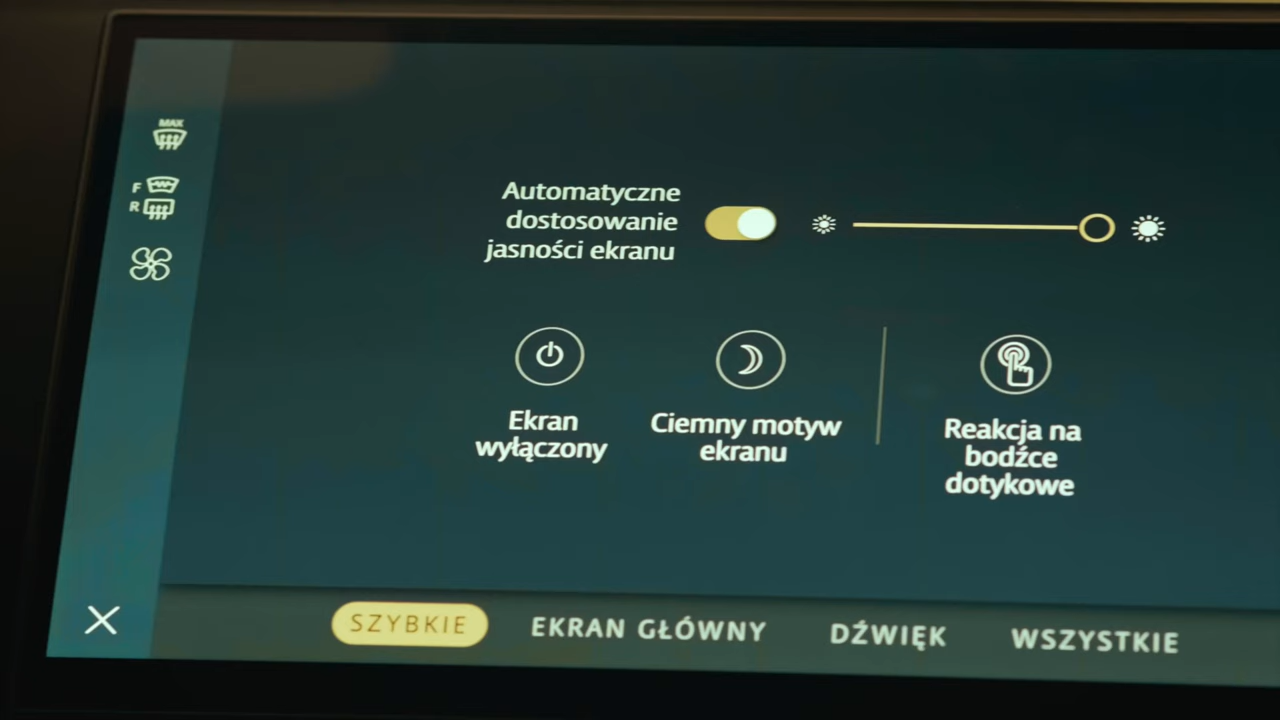 MAX
F
R
Automatyczne
dostosowanie
jasności ekranu
Ekran
wyłączony
Ciemny motyw
ekranu
Reakcja na
bodźce
dotykowe
SZYBKIE
EKRAN GŁÓWNY
DŹWIĘK
WSZYSTKIE